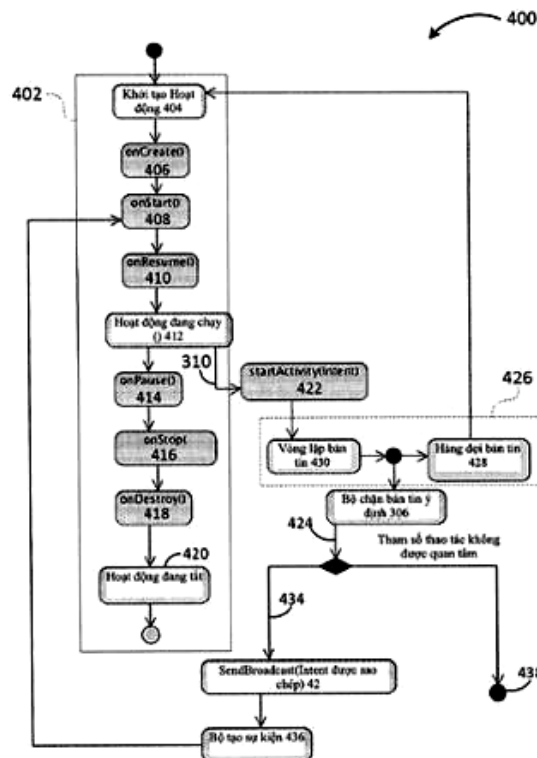 400
402
Khởi tạo Hoạt
động 404
onCreate()
406
onStart()
408
onResume()
410
Hoạt động đang chạy
() 412
310
onPause()
414
startActivity(Intent)
422
426
onStop(
416
Vòng lặp bản
tin 430
Hàng đợi bản tin
428
onDestroy()
418
Bộ chặn bản tin ý
định 306
424
Tham số thao tác không
được quan tâm
420
Hoạt động đang tắt
434
SendBroadcast(Intent được sao
chép) 42
438
Bộ tạo sự kiện 436